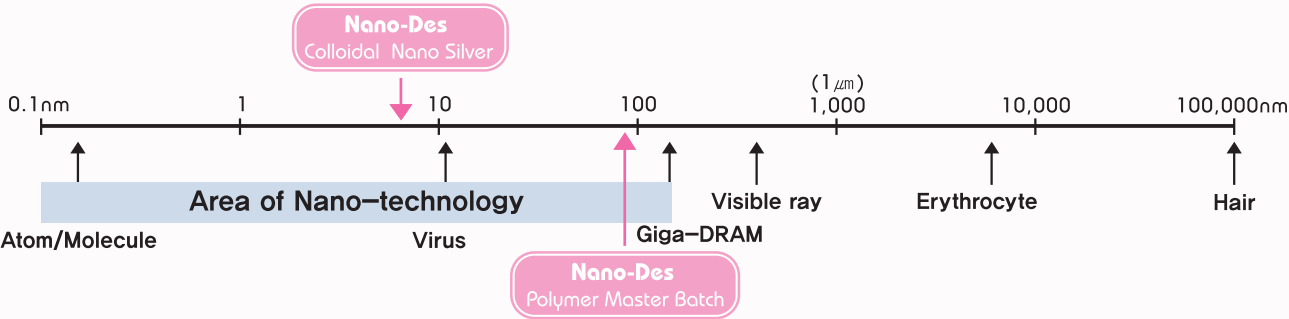 Nano-Des
Colloidal Nano Silver
(1㎛)
0.1nm 1 10 100 1,000 10,000 100,000nm
Area of Nano-technology
Visible ray Erythrocyte Hair
Atom/Molecule Virus Giga-DRAM
Nano-Des
Polymer Master Batch